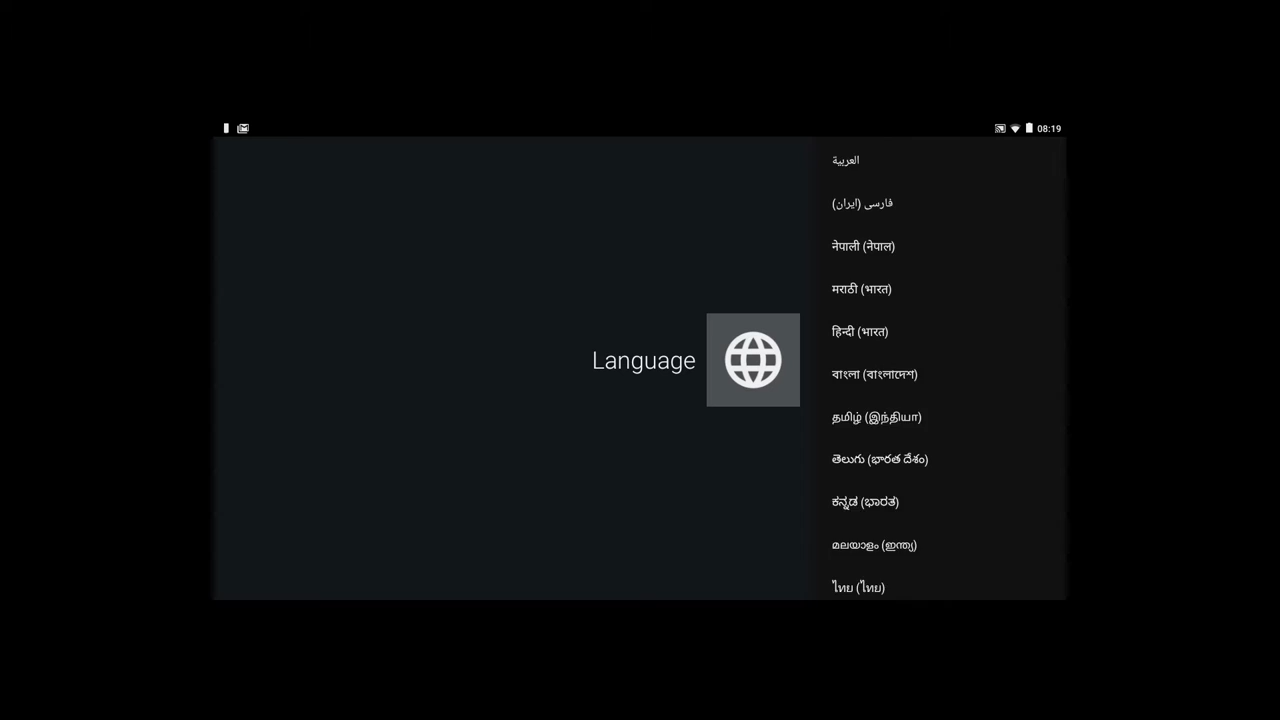 08:19
العربية
فارسی (ایران)
नेपाली (नेपाल)
मराठी (भारत)
Language
हिन्दी (भारत)
বাংলা (বাংলাদেশ)
தமிழ் (இந்தியா)
తెలుగు (భారత దేశం)
ಕನ್ನಡ (ಭಾರತ)
മലയാളം (ഇന്ത്യ)
ไทย (ไทย)